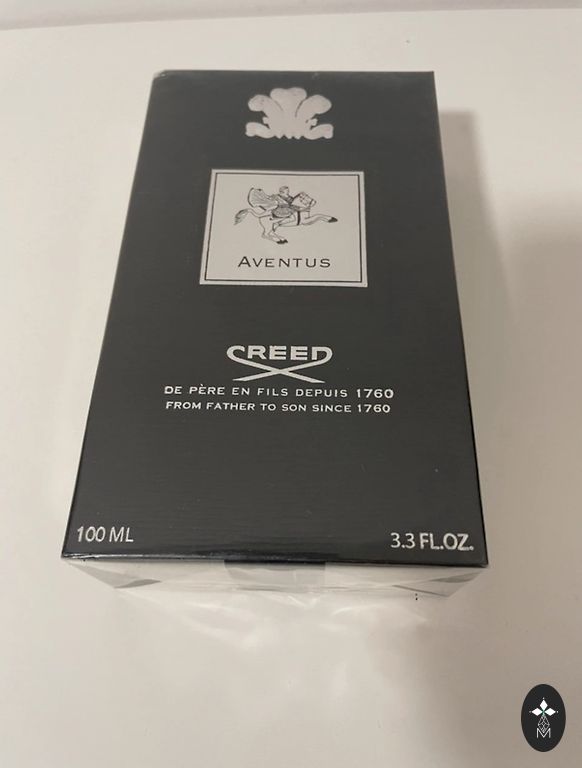 AVENTUS
CREED
DE PÈRE EN FILS DEPUIS 1760
FROM FATHER TO SON SINCE 1760
100 ML 3.3 FL.OZ.
M